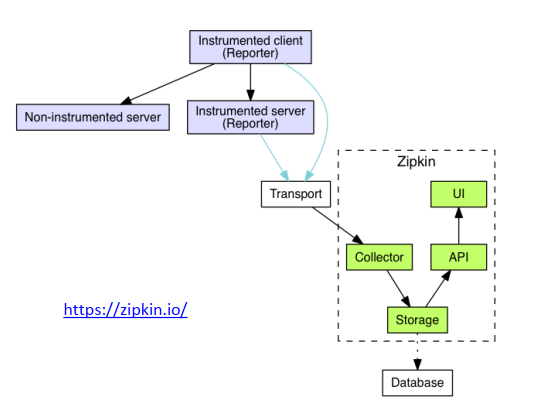 Instrumented client
(Reporter)
Non-instrumented server
Instrumented server
(Reporter)
Zipkin
Transport
UI
Collector
API
https://zipkin.io/
Storage
Database